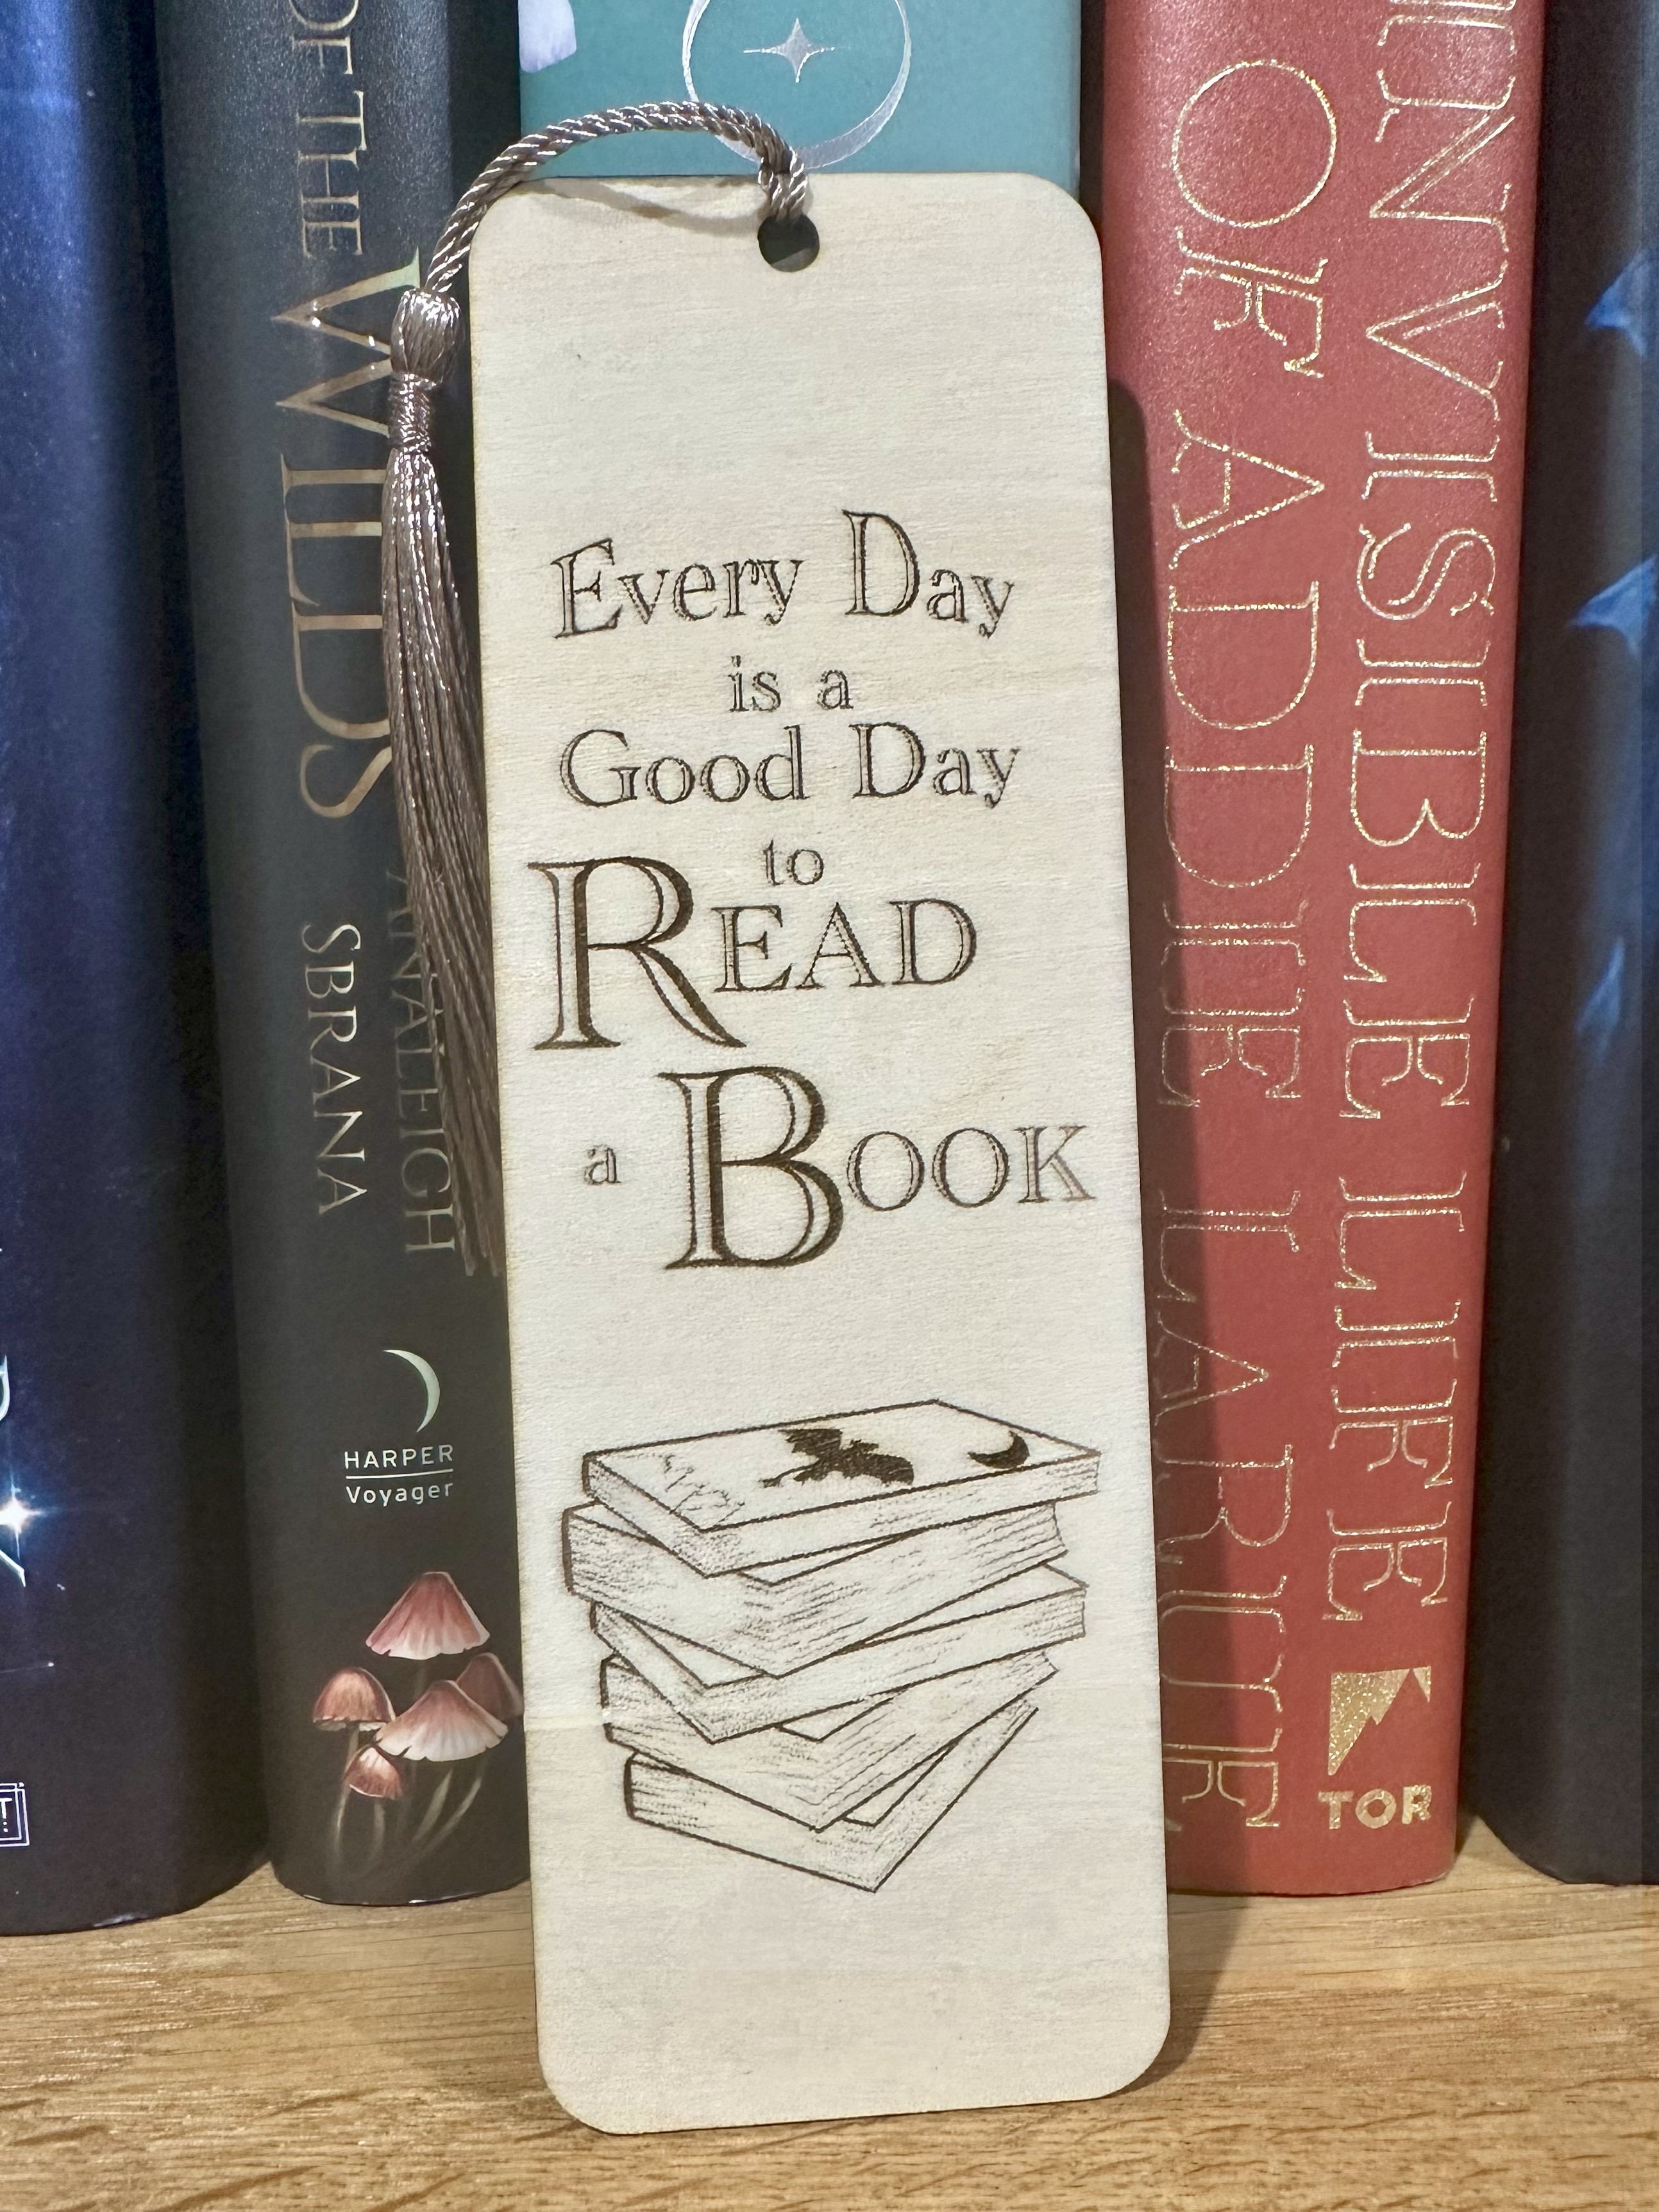 OF THE WILDS
ANALEIGH
SBRANA
HARPER
Voyager
Every Day
is a
Good Day
to
READ
a BOOK
INVISIBLE LIFE
OF ADDIE LARUE
TOR